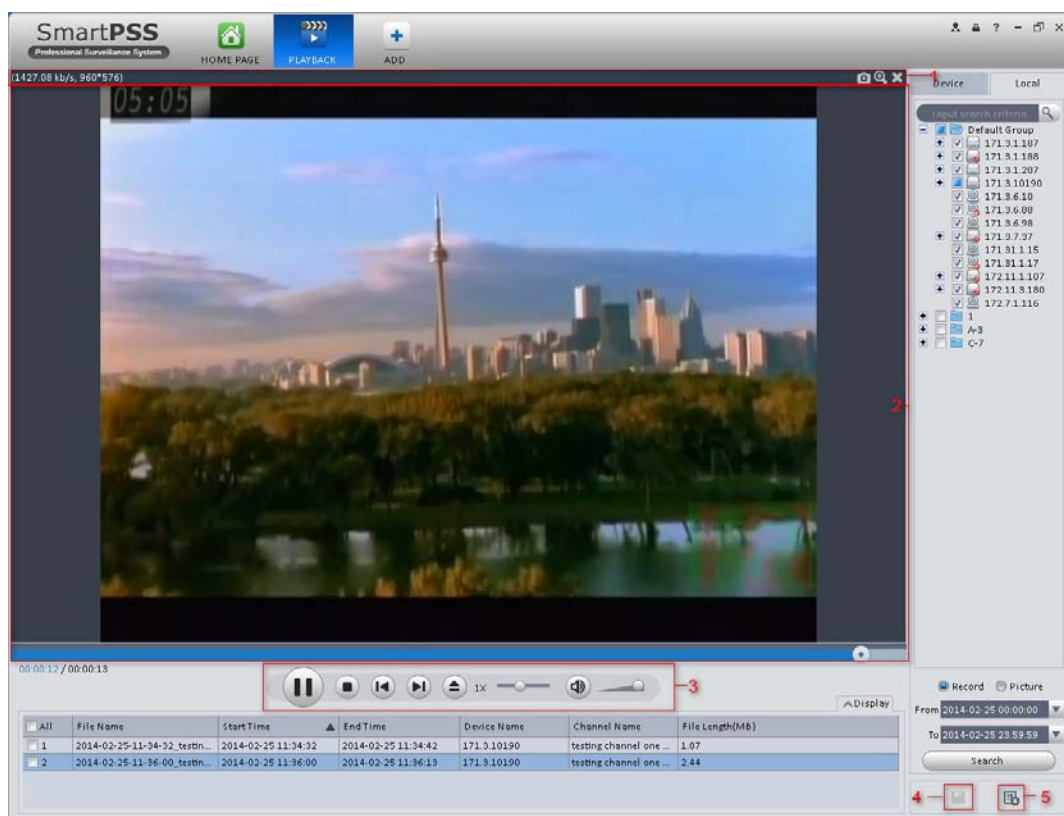 SmartPSS
Professional Surveillance System
HOME PAGE
PLAYBACK
ADD
?
(1427.08 kb/s, 960*576)
1
05:05
Device
Local
Input search criteria
Default Group
171.3.1.187
171.3.1.188
171.3.1.207
171.3.10190
171.3.6.10
171.3.6.88
171.3.6.98
171.3.7.37
171.31.1.15
171.31.1.17
172.11.1.107
172.11.3.180
172.7.1.116
1
A-3
C-7
2
00:00:12 / 00:00:13
1X
3
Display
Record
Picture
From 2014-02-25 00:00:00
To 2014-02-25 23:59:59
Search
4
5
All File Name Start Time End Time Device Name Channel Name File Length(MB)
1 2014-02-25-11-34-32_testin... 2014-02-25 11:34:32 2014-02-25 11:34:42 171.3.10190 testing channel one ... 1.07
2 2014-02-25-11-36-00_testin... 2014-02-25 11:36:00 2014-02-25 11:36:13 171.3.10190 testing channel one ... 2.44